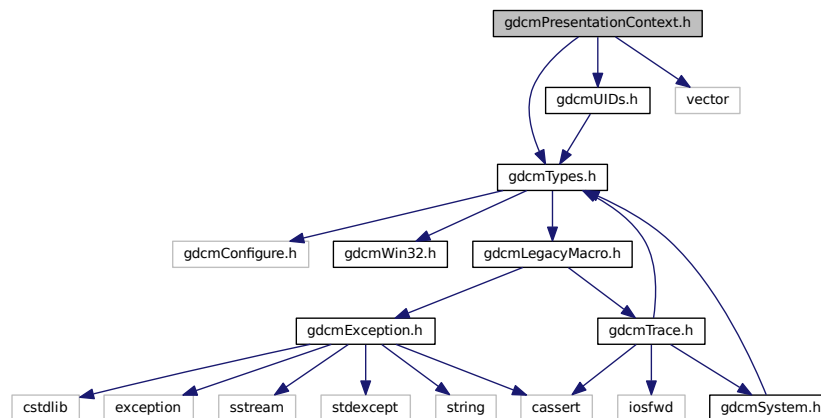 gdcmPresentationContext.h
gdcmUIDs.h
vector
gdcmTypes.h
gdcmConfigure.h
gdcmWin32.h
gdcmLegacyMacro.h
gdcmException.h
gdcmTrace.h
cstdlib
exception
sstream
stdexcept
string
cassert
iosfwd
gdcmSystem.h